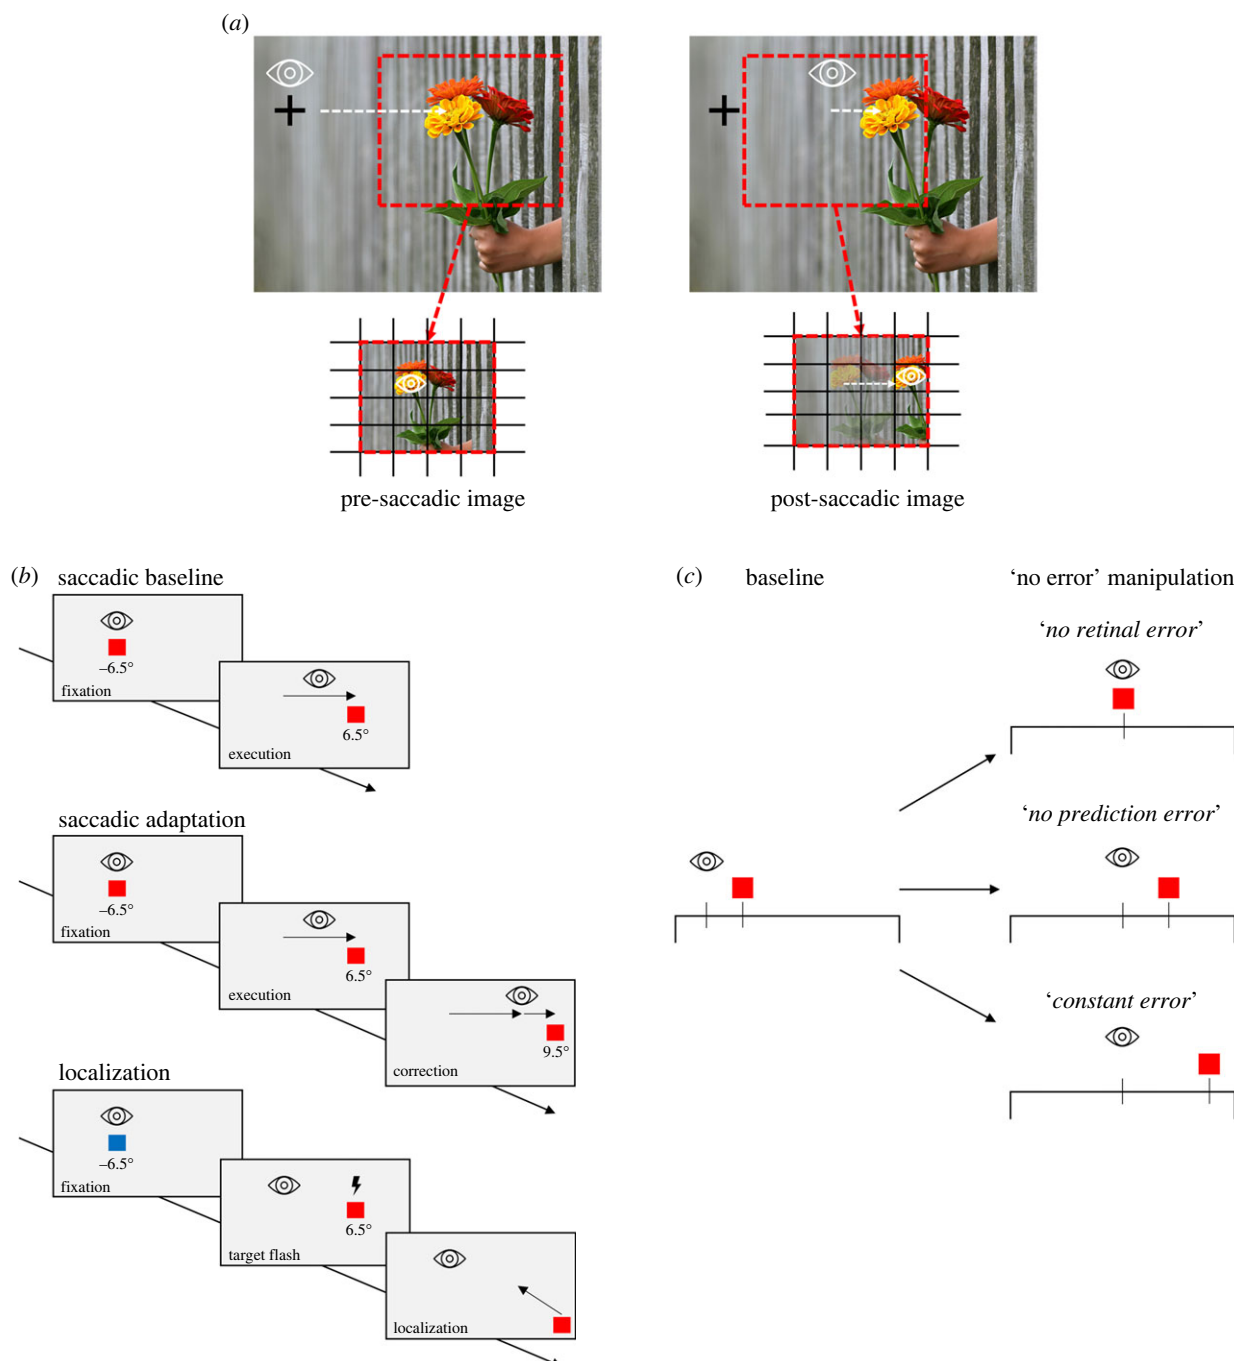 (a)
pre-saccadic image
post-saccadic image
(b) saccadic baseline
–6.5°
fixation
6.5°
execution
saccadic adaptation
–6.5°
fixation
6.5°
execution
9.5°
correction
localization
–6.5°
fixation
6.5°
target flash
localization
(c) baseline
‘no error’ manipulation
‘no retinal error’
‘no prediction error’
‘constant error’